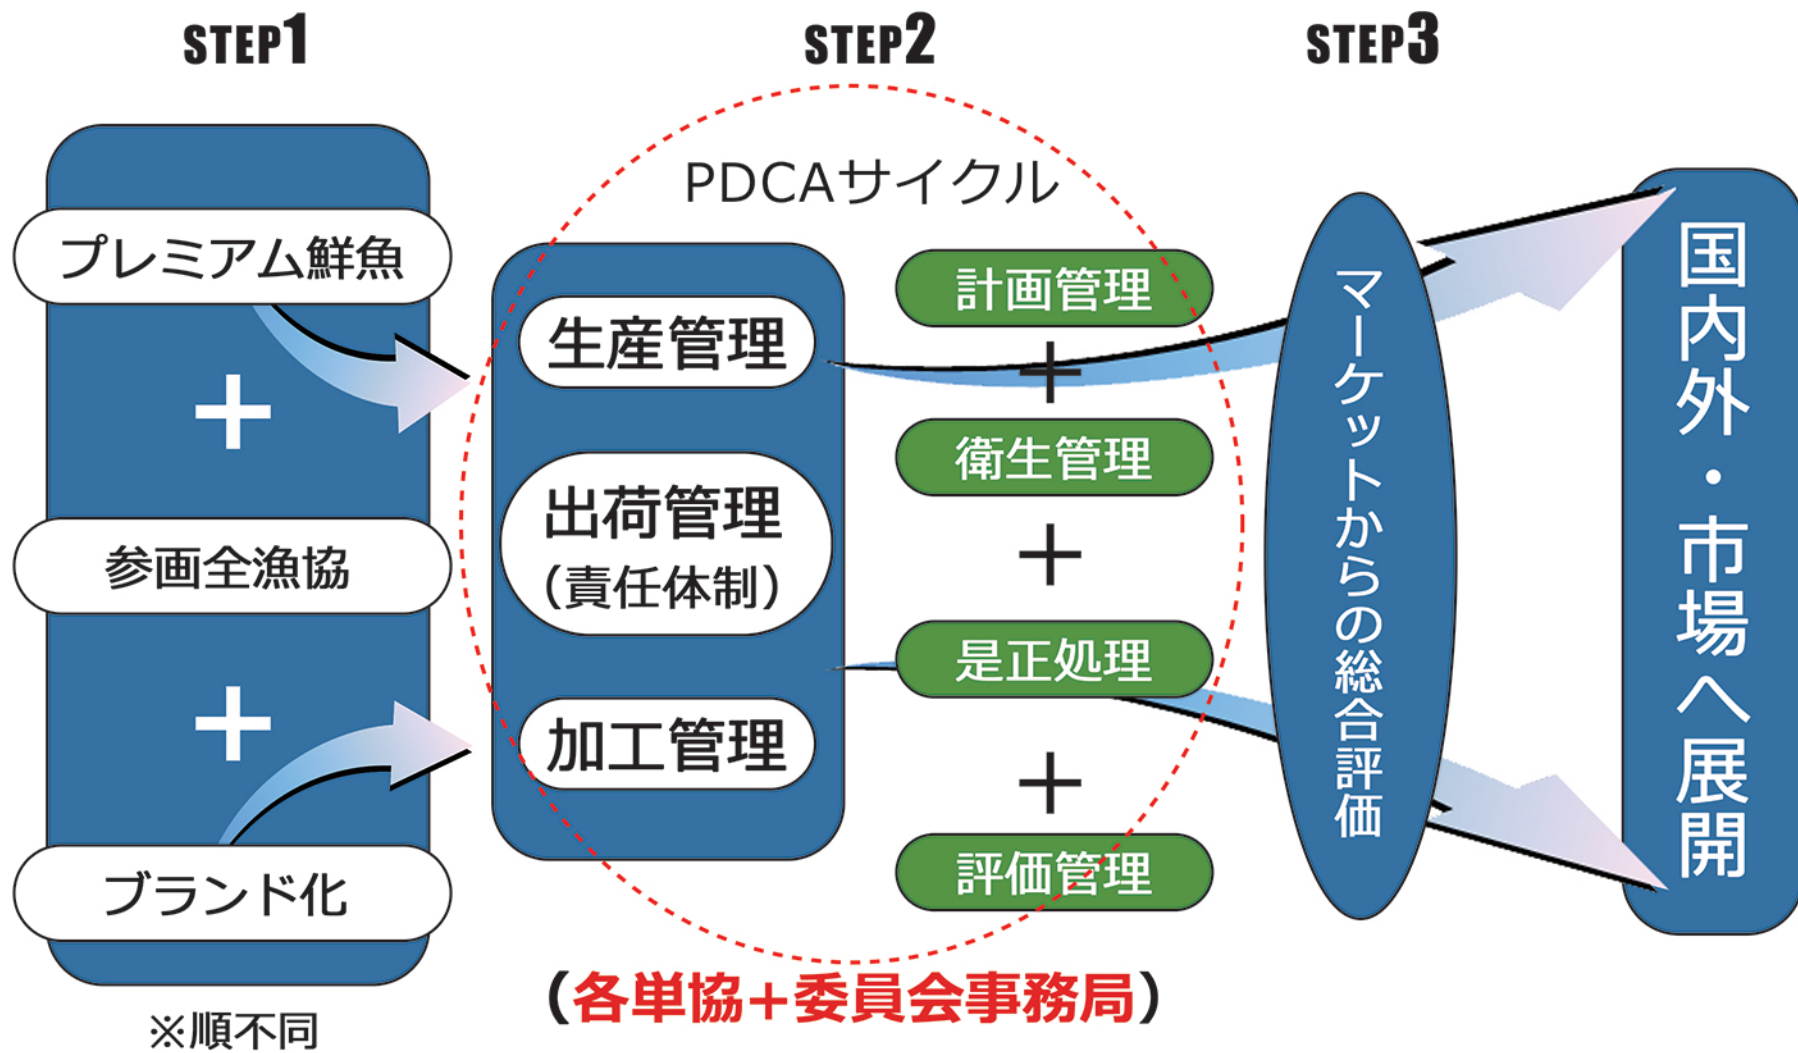 STEP1
プレミアム鮮魚
+
参画全漁協
+
ブランド化
※順不同
STEP2
PDCAサイクル
生産管理
出荷管理
（責任体制）
加工管理
計画管理
+
衛生管理
+
是正処理
+
評価管理
（各単協+委員会事務局）
STEP3
マーケットからの総合評価
国内外・市場へ展開